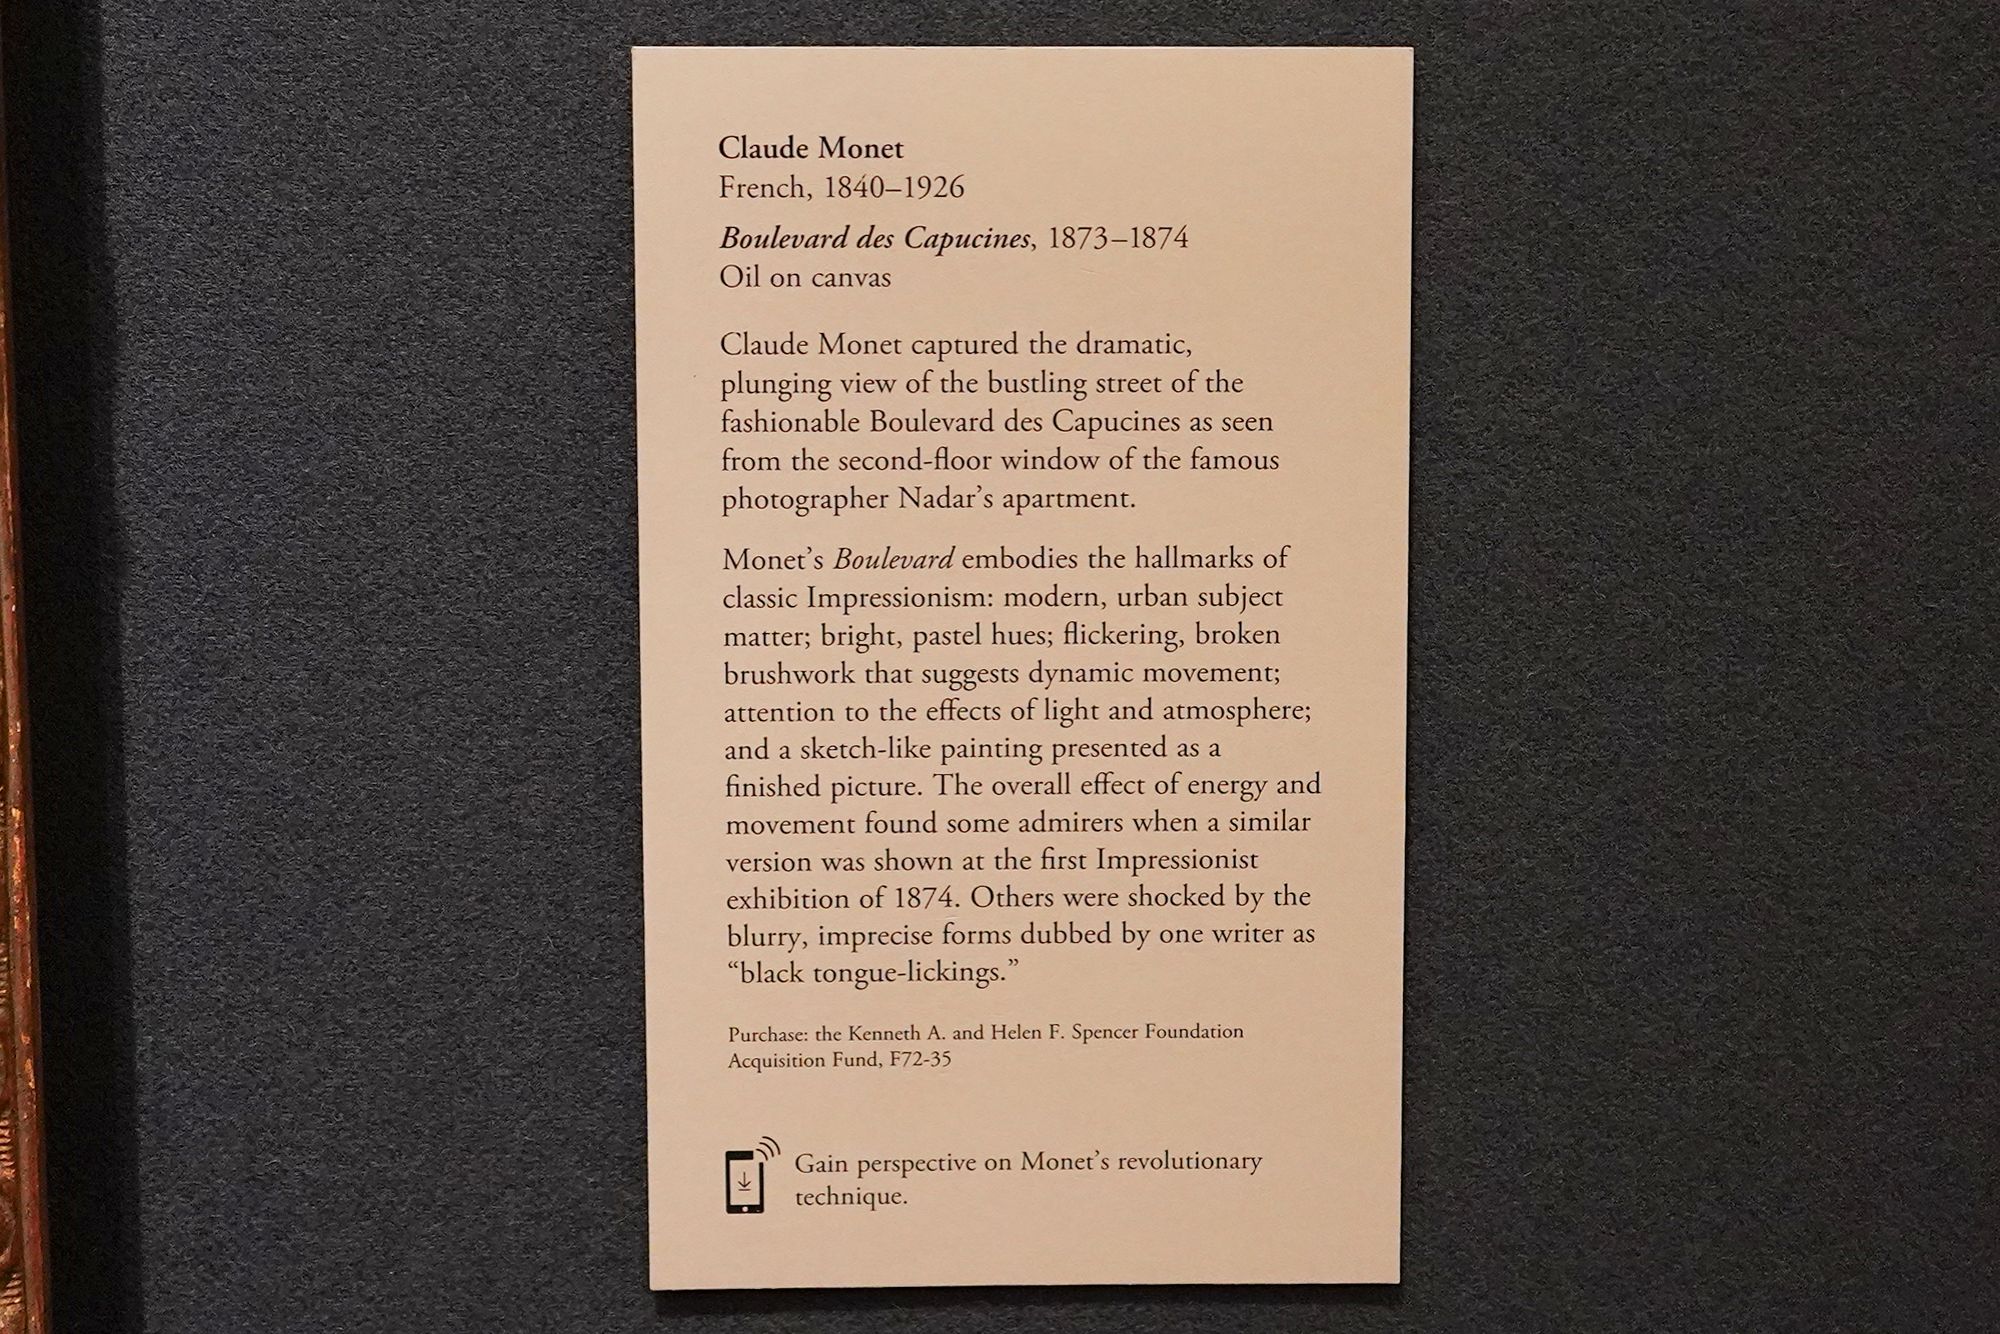 Claude Monet
French, 1840–1926
Boulevard des Capucines, 1873–1874
Oil on canvas
Claude Monet captured the dramatic,
plunging view of the bustling street of the
fashionable Boulevard des Capucines as seen
from the second-floor window of the famous
photographer Nadar’s apartment.
Monet’s Boulevard embodies the hallmarks of
classic Impressionism: modern, urban subject
matter; bright, pastel hues; flickering, broken
brushwork that suggests dynamic movement;
attention to the effects of light and atmosphere;
and a sketch-like painting presented as a
finished picture. The overall effect of energy and
movement found some admirers when a similar
version was shown at the first Impressionist
exhibition of 1874. Others were shocked by the
blurry, imprecise forms dubbed by one writer as
“black tongue-lickings.”
Purchase: the Kenneth A. and Helen F. Spencer Foundation
Acquisition Fund, F72-35
Gain perspective on Monet’s revolutionary
technique.